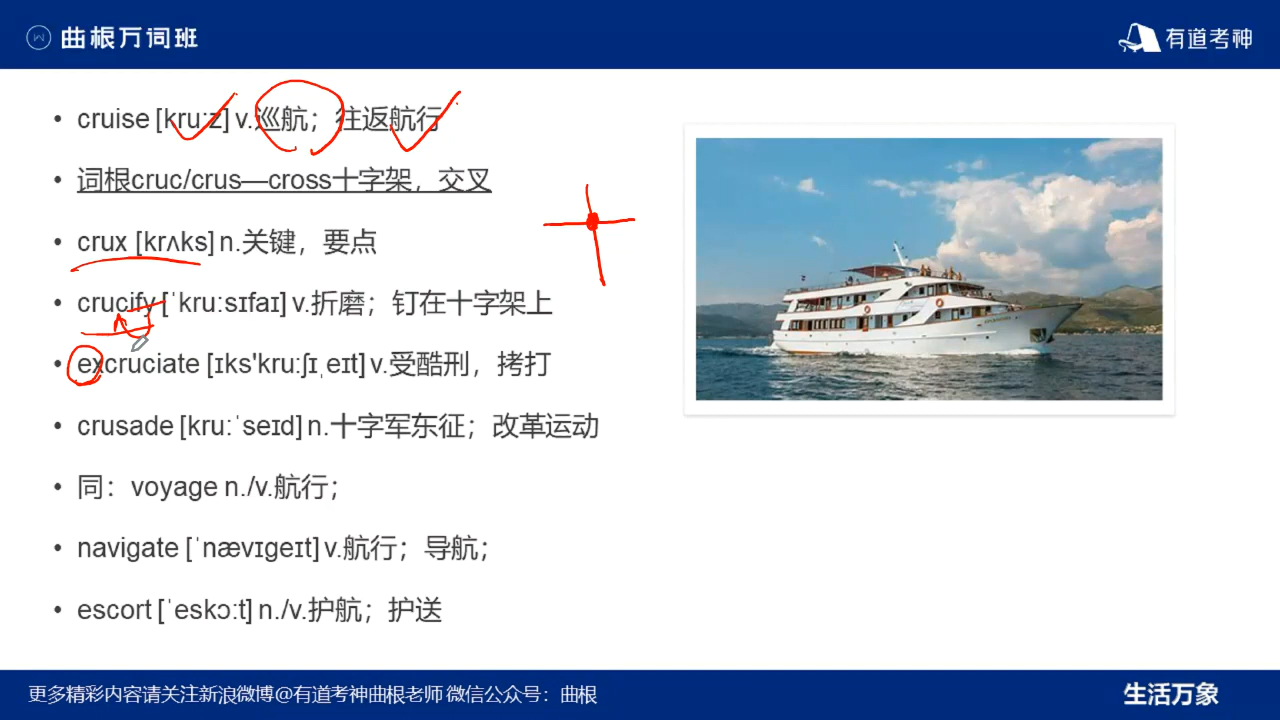 曲根万词班
有道考神
cruise [kruːz] v.巡航；往返航行
词根cruc/crus—cross十字架，交叉
crux [krʌks] n.关键，要点
crucify [ˈkruːsɪfaɪ] v.折磨；钉在十字架上
excruciate [ɪks'kruːʃɪˌeɪt] v.受酷刑，拷打
crusade [kruːˈseɪd] n.十字军东征；改革运动
同：voyage n./v.航行；
navigate [ˈnævɪgeɪt] v.航行；导航；
escort [ˈeskɔːt] n./v.护航；护送
更多精彩内容请关注新浪微博@有道考神曲根老师 微信公众号：曲根
生活万象